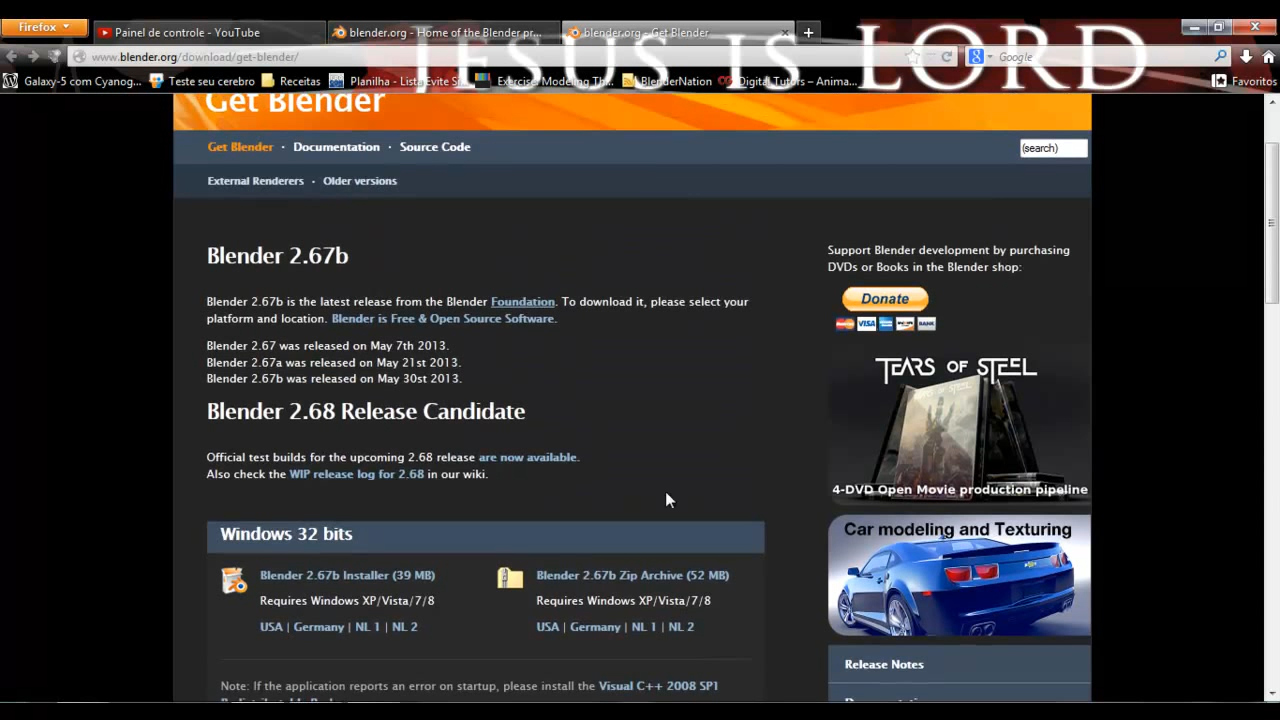 Firefox
Painel de controle - YouTube
blender.org - Home of the Blender pr...
blender.org - Get Blender
JESUS IS LORD
www.blender.org/download/get-blender/
Google
Galaxy-5 com Cyanog...
Teste seu cerebro
Receitas
Planilha - Lista Evite Si...
Exercise Modeling Th...
BlenderNation
Digital Tutors – Anima...
Favoritos
Get Blender
Get Blender · Documentation · Source Code
(search)
External Renderers · Older versions
Blender 2.67b
Blender 2.67b is the latest release from the Blender Foundation. To download it, please select your
platform and location. Blender is Free & Open Source Software.
Blender 2.67 was released on May 7th 2013.
Blender 2.67a was released on May 21st 2013.
Blender 2.67b was released on May 30st 2013.
Blender 2.68 Release Candidate
Official test builds for the upcoming 2.68 release are now available.
Also check the WIP release log for 2.68 in our wiki.
Windows 32 bits
Blender 2.67b Installer (39 MB)
Requires Windows XP/Vista/7/8
USA | Germany | NL 1 | NL 2
Blender 2.67b Zip Archive (52 MB)
Requires Windows XP/Vista/7/8
USA | Germany | NL 1 | NL 2
Note: If the application reports an error on startup, please install the Visual C++ 2008 SP1
Support Blender development by purchasing
DVDs or Books in the Blender shop:
Donate
VISA
BANK
TEARS OF STEEL
4-DVD Open Movie production pipeline
Car modeling and Texturing
Release Notes